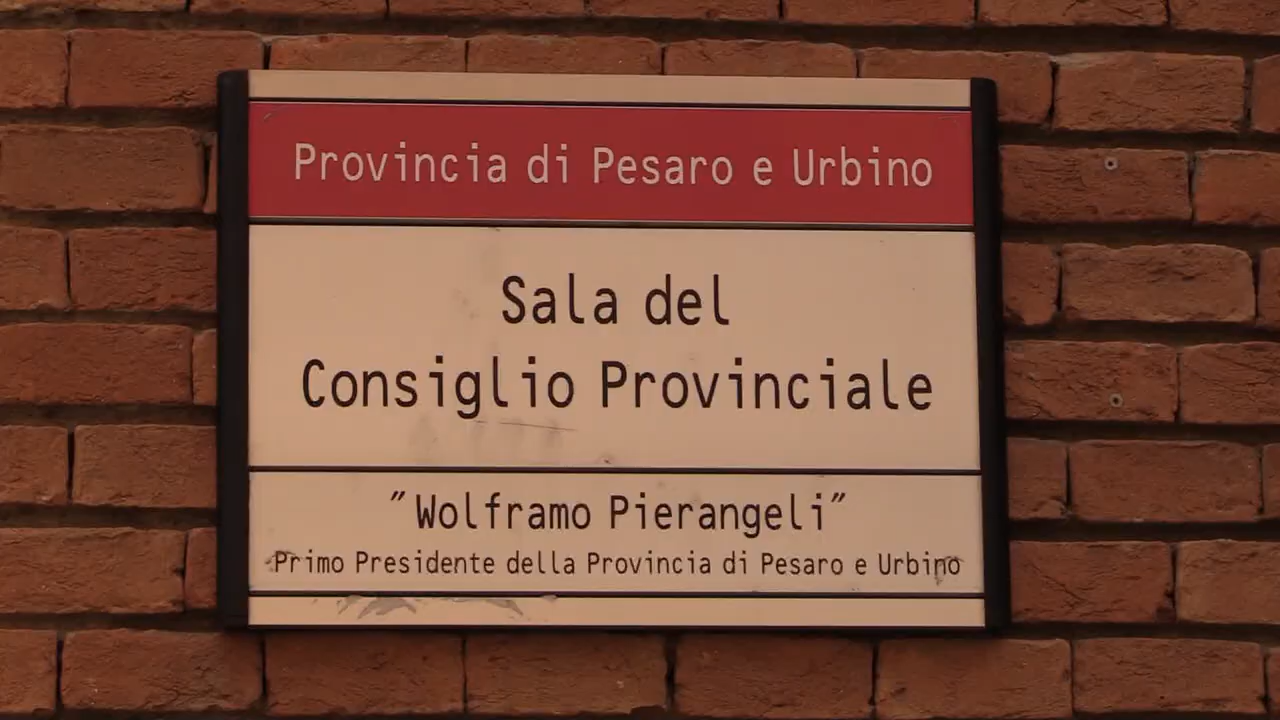 Provincia di Pesaro e Urbino
Sala del
Consiglio Provinciale
"Wolframo Pierangeli"
Primo Presidente della Provincia di Pesaro e Urbino